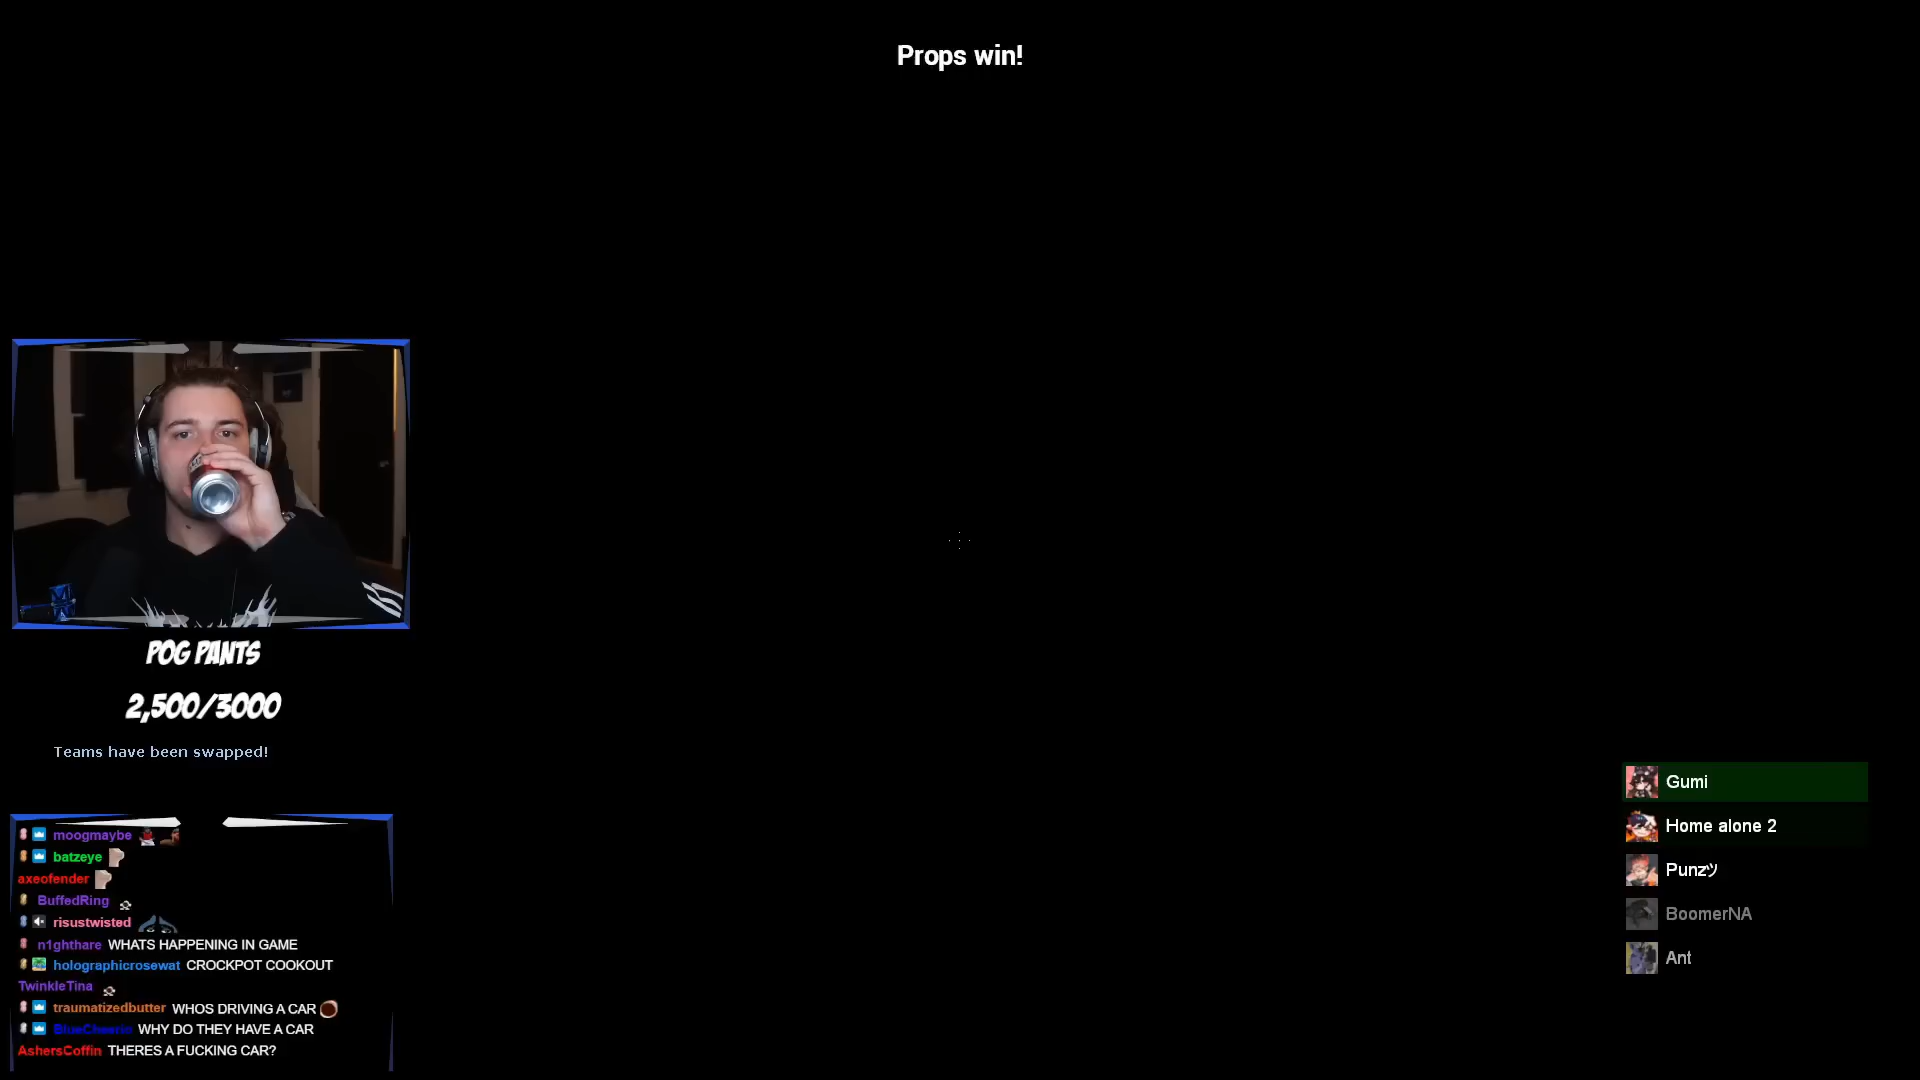 Props win!
POG PANTS
2,500/3000
Teams have been swapped!
moogmaybe
batzeye
axeofender
BuffedRing
risustwisted
n1ghthare WHATS HAPPENING IN GAME
holographicrosewat CROCKPOT COOKOUT
TwinkleTina
traumatizedbutter WHOS DRIVING A CAR
BlueCheerio WHY DO THEY HAVE A CAR
AshersCoffin THERES A FUCKING CAR?
Gumi
Home alone 2
Punzツ
BoomerNA
Ant